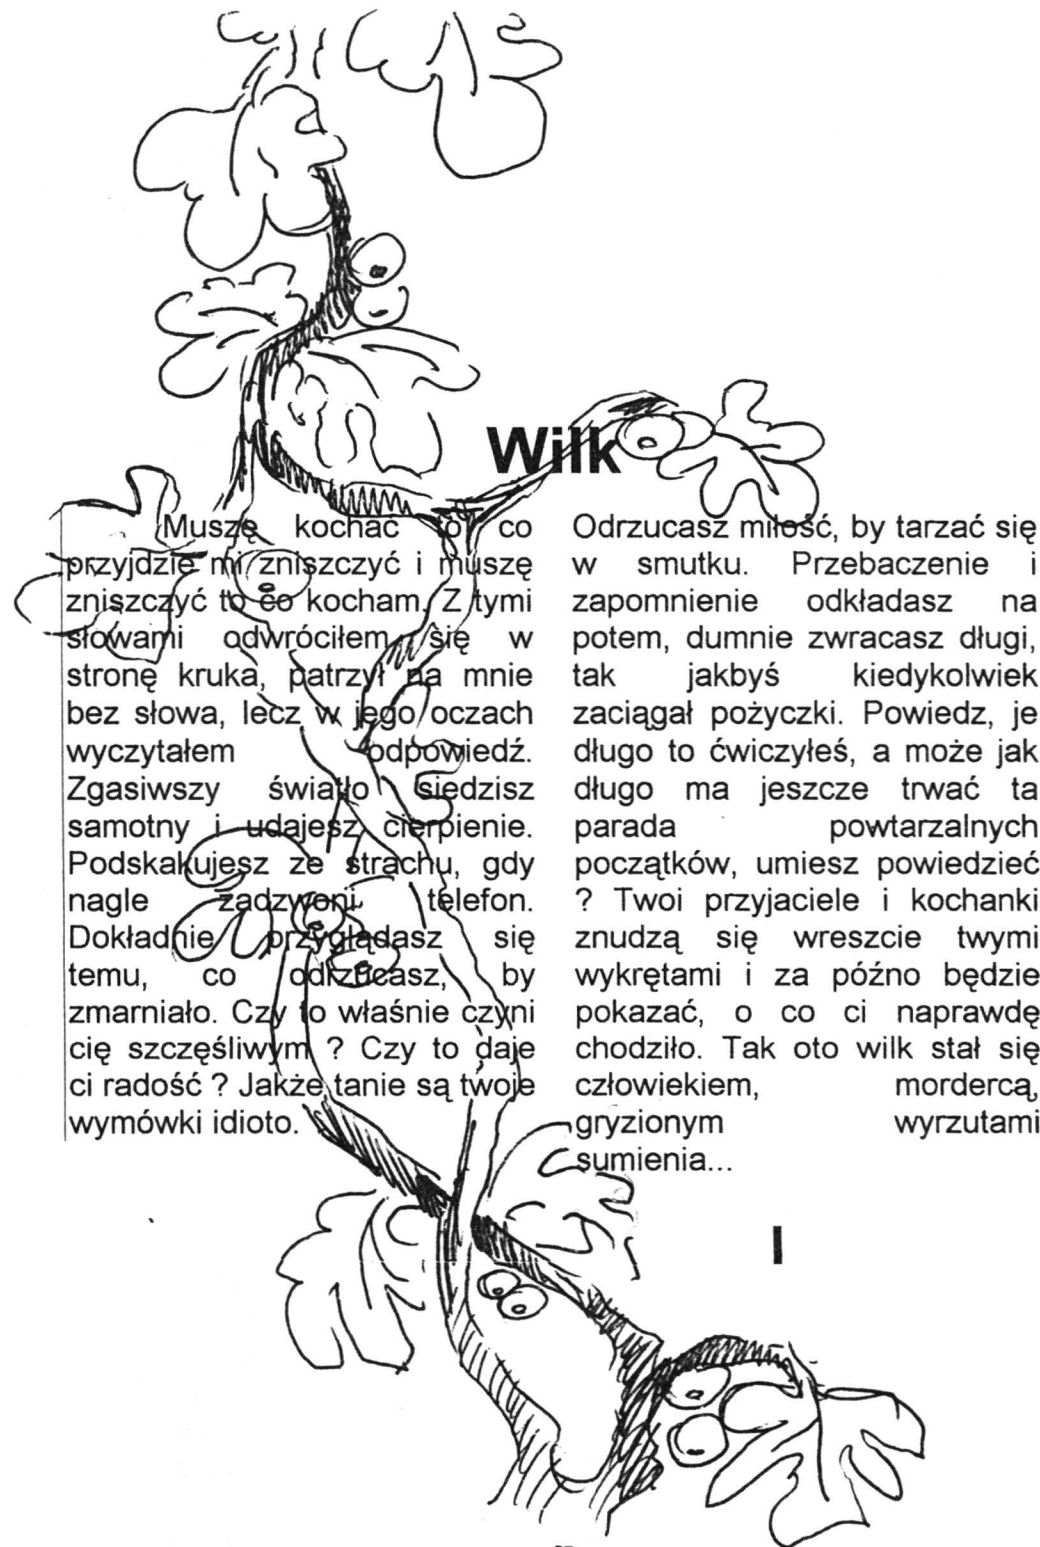 Wilk
Muszę kochać to, co
przyjdzie mi zniszczyć i muszę
zniszczyć to co kocham. Z tymi
słowami odwróciłem się w
stronę kruka, patrzył na mnie
bez słowa, lecz w jego oczach
wyczytałem odpowiedź.
Zgasiwszy światło siedzisz
samotny i udajesz cierpienie.
Podskakujesz ze strachu, gdy
nagle zadzwoni telefon.
Dokładnie przyglądasz się
temu, co odrzucasz, by
zmarniało. Czy to właśnie czyni
cię szczęśliwym ? Czy to daje
ci radość ? Jakże tanie są twoje
wymówki idioto.
Odrzucasz miłość, by tarzać się
w smutku. Przebaczenie i
zapomnienie odkładasz na
potem, dumnie zwracasz długi,
tak jakbyś kiedykolwiek
zaciągał pożyczki. Powiedz, je
długo to ćwiczyłeś, a może jak
długo ma jeszcze trwać ta
parada powtarzalnych
początków, umiesz powiedzieć
? Twoi przyjaciele i kochanki
znudzą się wreszcie twymi
wykrętami i za późno będzie
pokazać, o co ci naprawdę
chodziło. Tak oto wilk stał się
człowiekiem, mordercą,
gryzionym wyrzutami
sumienia...
I